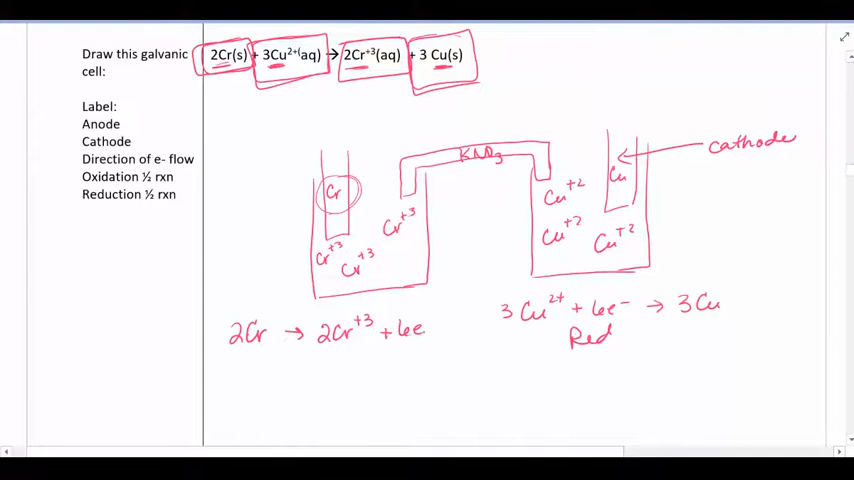 Draw this galvanic cell:
2Cr(s) + 3Cu²⁺(aq) → 2Cr⁺³(aq) + 3 Cu(s)
Label:
Anode
Cathode
Direction of e- flow
Oxidation ½ rxn
Reduction ½ rxn
KNO₃
cathode
Cr
Cu
Cr⁺³
Cr⁺³
Cr⁺³
Cu⁺²
Cu⁺²
Cu⁺²
2Cr → 2Cr⁺³ + 6e
3Cu²⁺ + 6e⁻ → 3Cu
Red